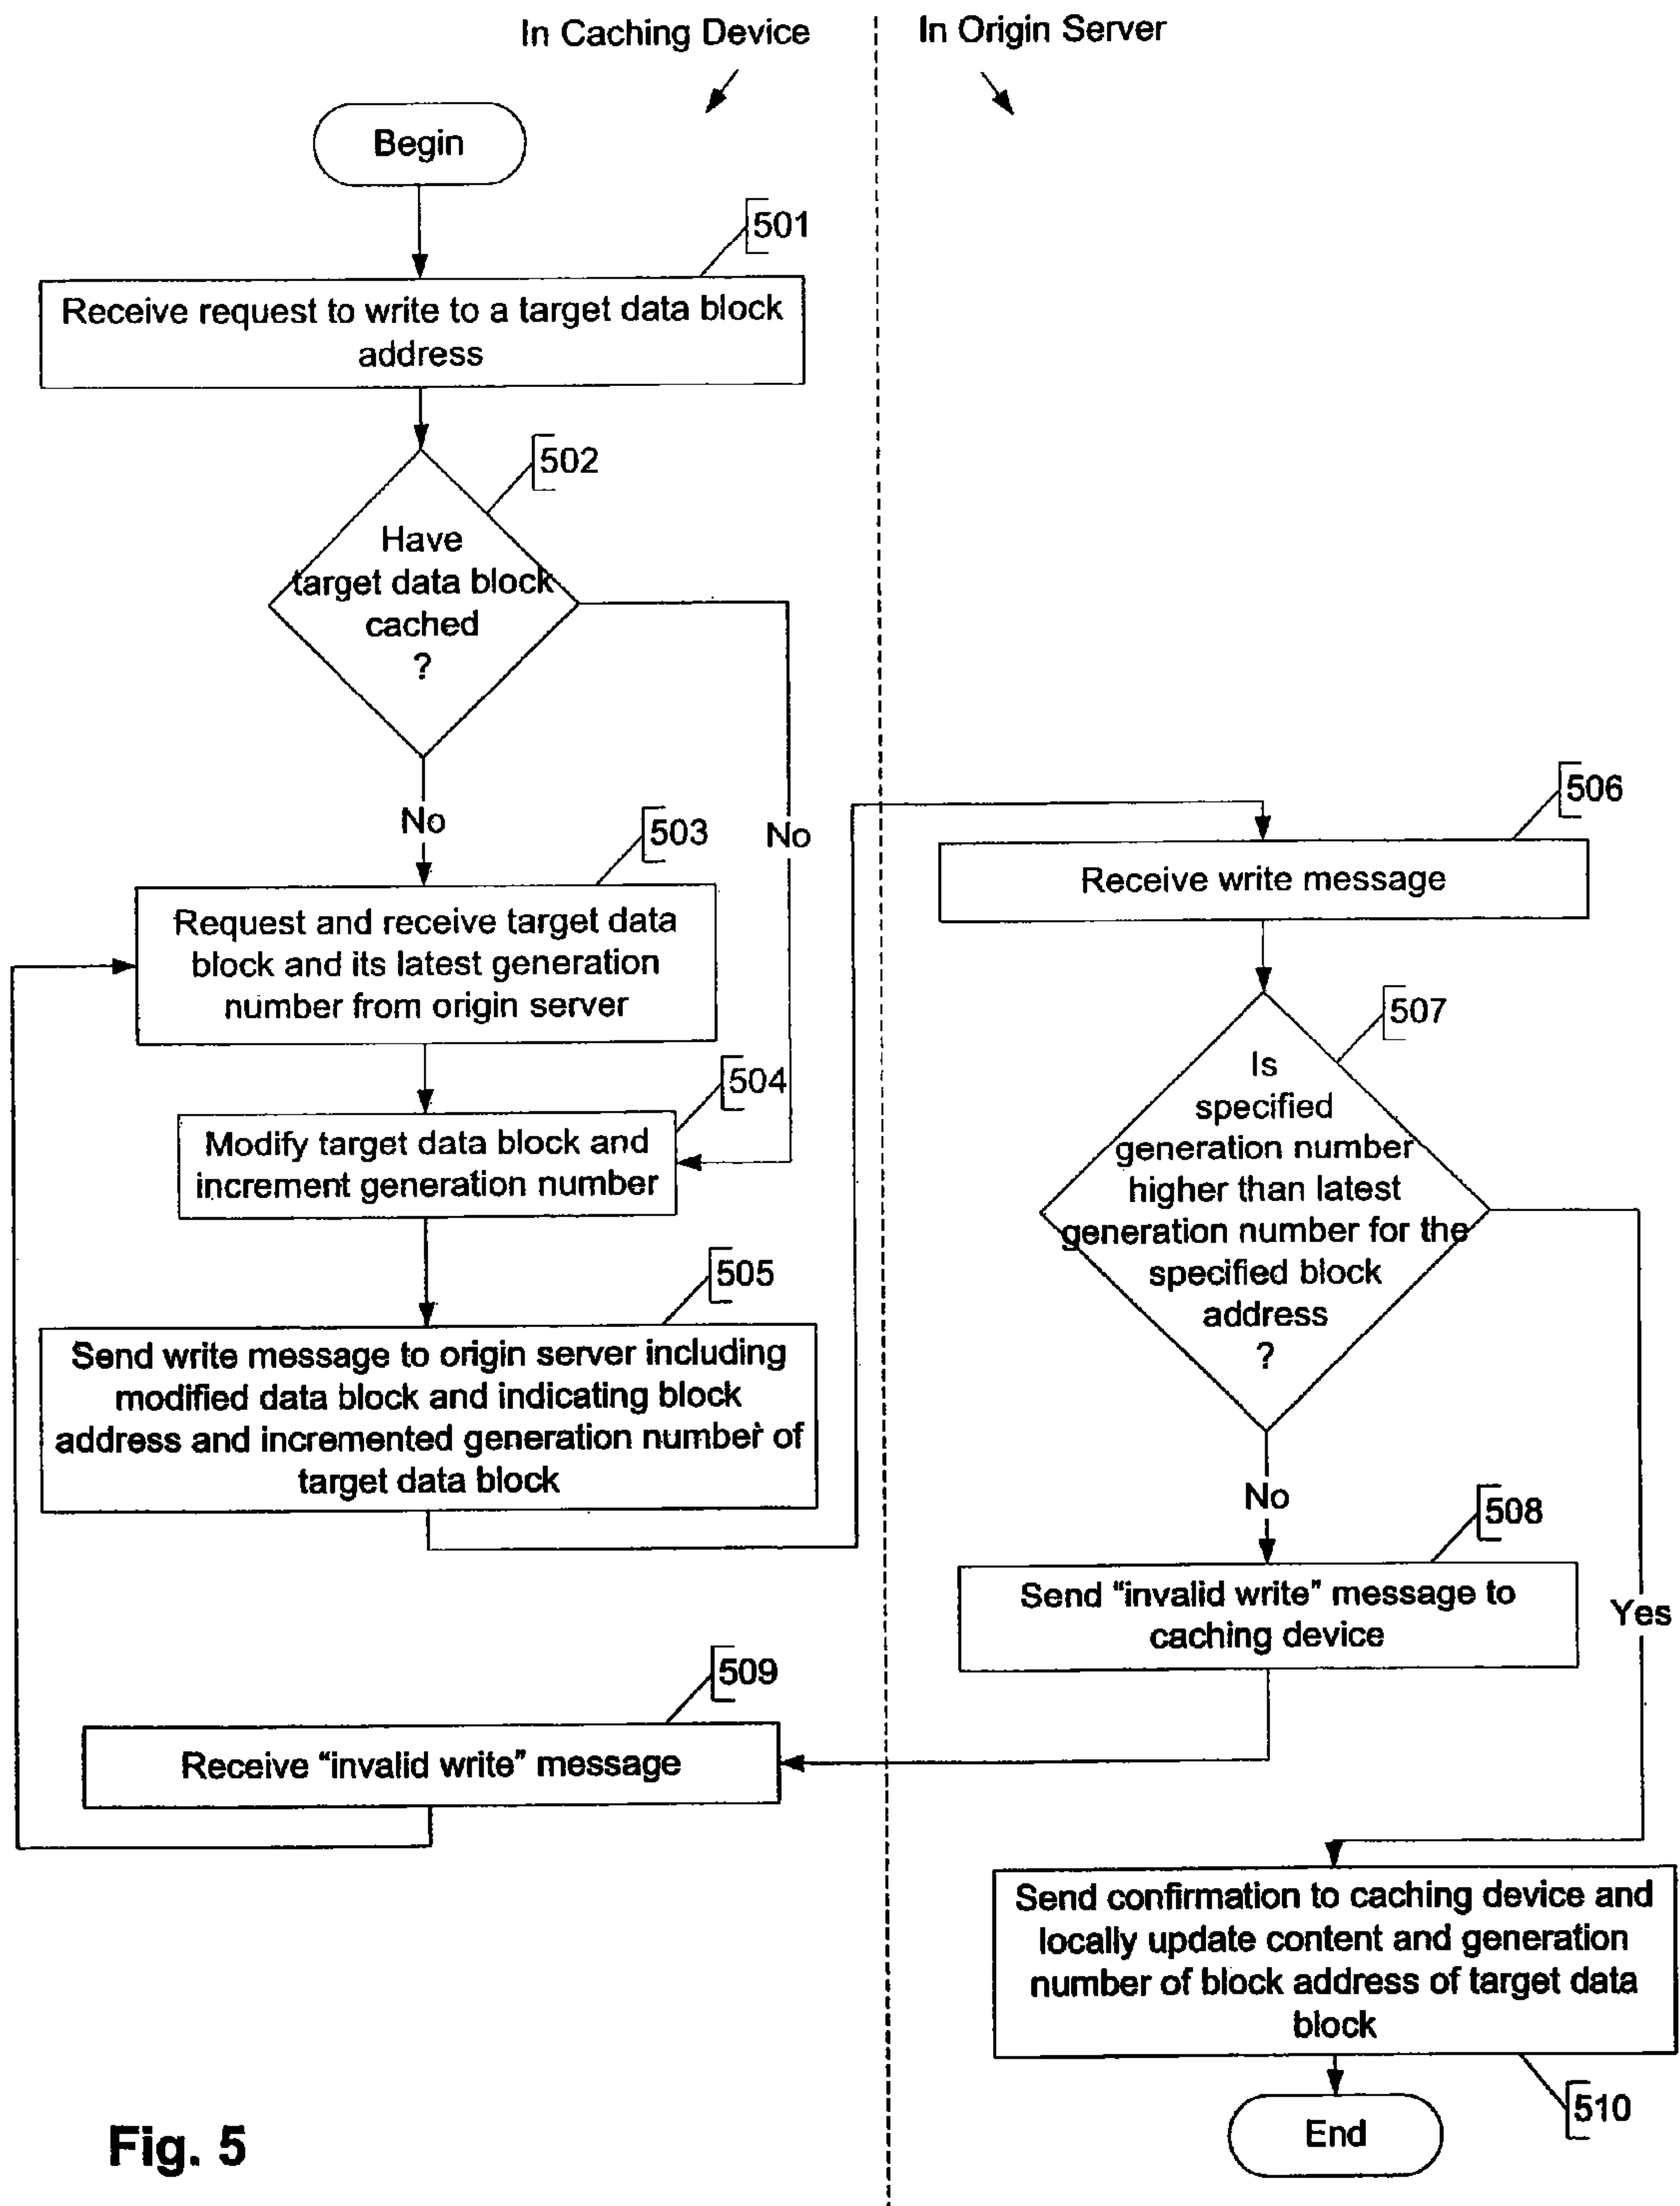 In Caching Device
In Origin Server
Begin
501
Receive request to write to a target data block
address
502
Have
target data block
cached
?
No
No
503
Request and receive target data
block and its latest generation
number from origin server
504
Modify target data block and
increment generation number
505
Send write message to origin server including
modified data block and indicating block
address and incremented generation number of
target data block
506
Receive write message
507
Is
specified
generation number
higher than latest
generation number for the
specified block
address
?
No
Yes
508
Send “invalid write” message to
caching device
509
Receive “invalid write” message
Send confirmation to caching device and
locally update content and generation
number of block address of target data
block
510
End
Fig. 5